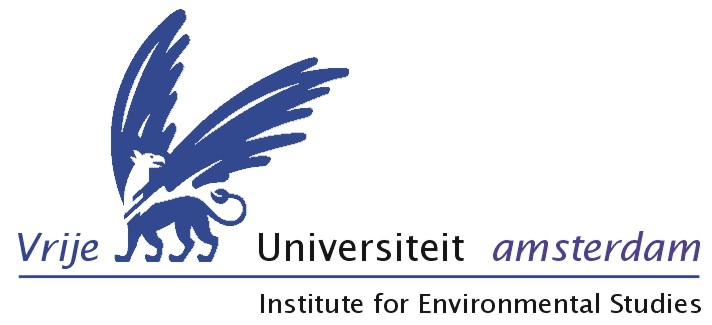 Vrije Universiteit amsterdam
Institute for Environmental Studies